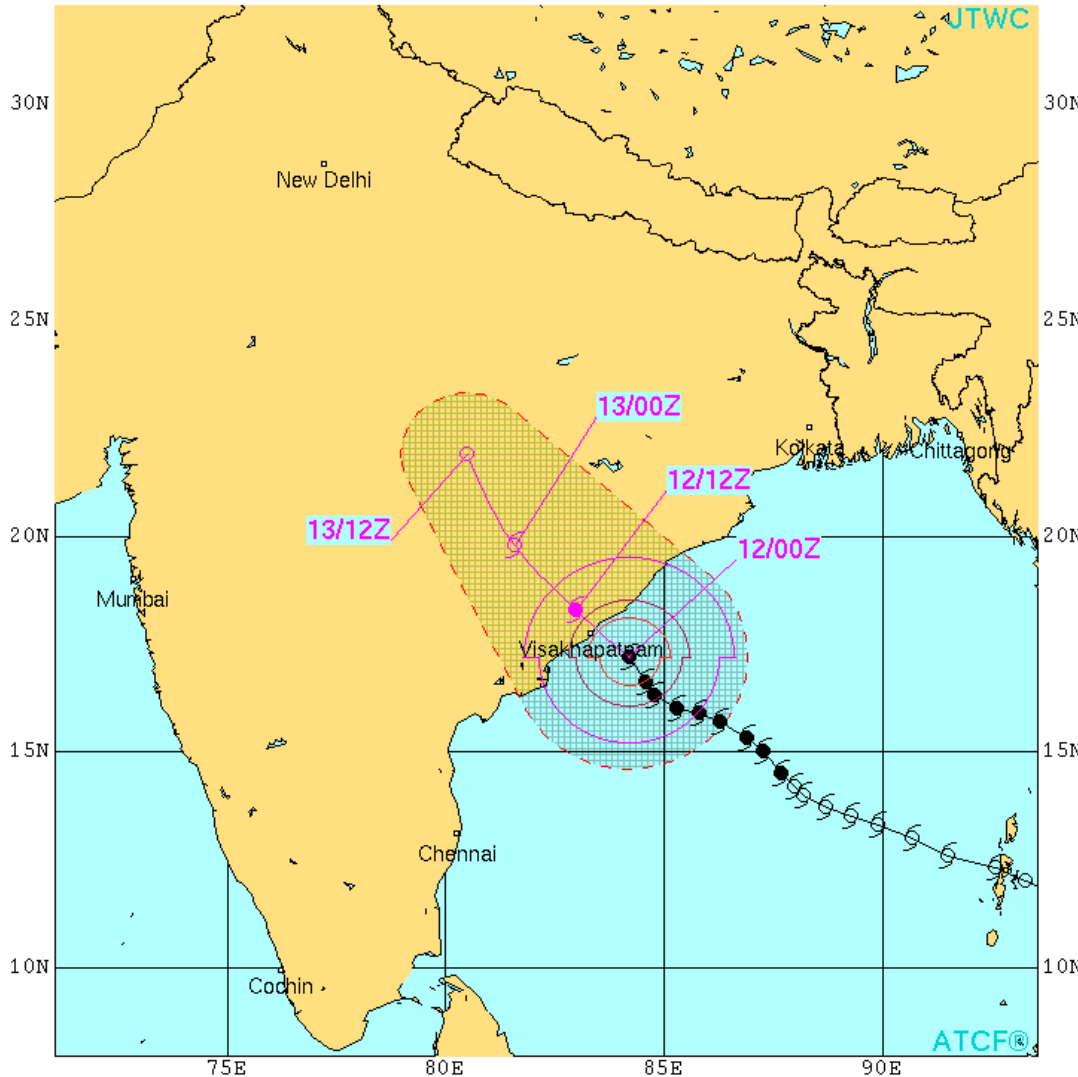 JTWC
30N
30N
New Delhi
25N
25N
13/00Z
Kolkata
Chittagong
12/12Z
13/12Z
20N
20N
12/00Z
Mumbai
Visakhapatnam
15N
15N
Chennai
10N
10N
Cochin
ATCF®
75E
80E
85E
90E